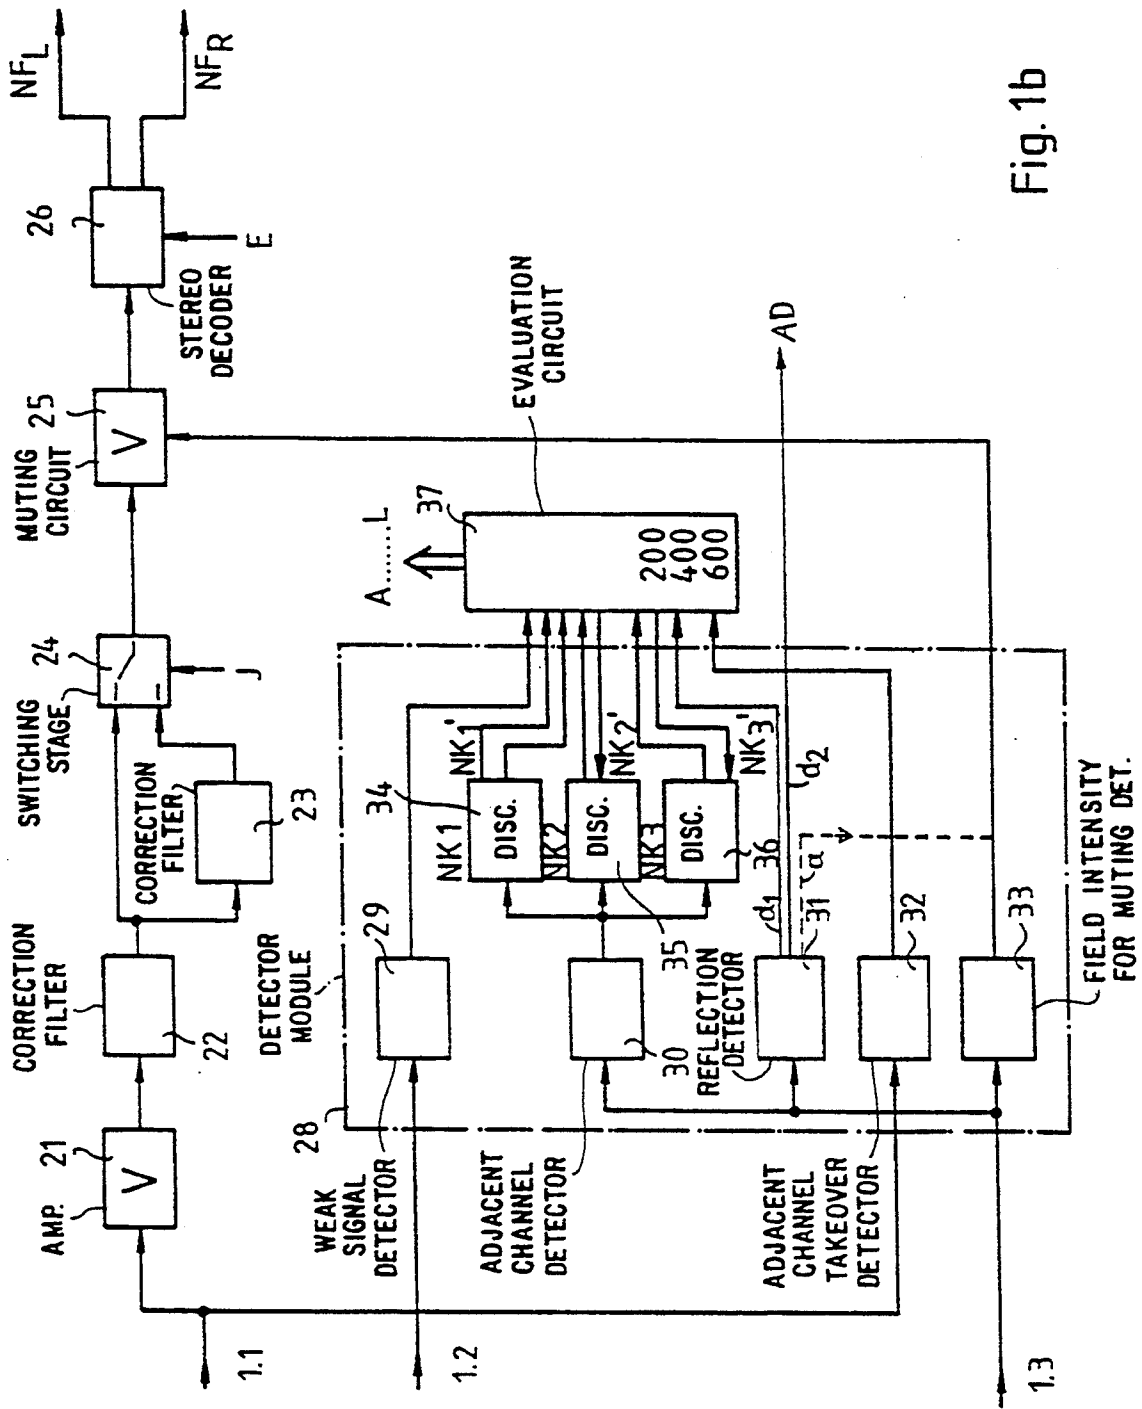 NF_L
NF_R
26
STEREO
DECODER
E
MUTING
CIRCUIT
25
V
SWITCHING
STAGE
24
J
CORRECTION
FILTER
23
CORRECTION
FILTER
22
AMP.
21
V
1.1
1.2
1.3
A......L
37
200
400
600
EVALUATION
CIRCUIT
AD
DETECTOR
MODULE
28
WEAK
SIGNAL
DETECTOR
29
ADJACENT
CHANNEL
DETECTOR
30
34
NK1
DISC.
NK1'
NK2
DISC.
NK2'
35
NK3
DISC.
NK3'
36
REFLECTION
DETECTOR
31
d1
d2
a
ADJACENT
CHANNEL
TAKEOVER
DETECTOR
32
33
FIELD INTENSITY
FOR MUTING DET.
Fig. 1b